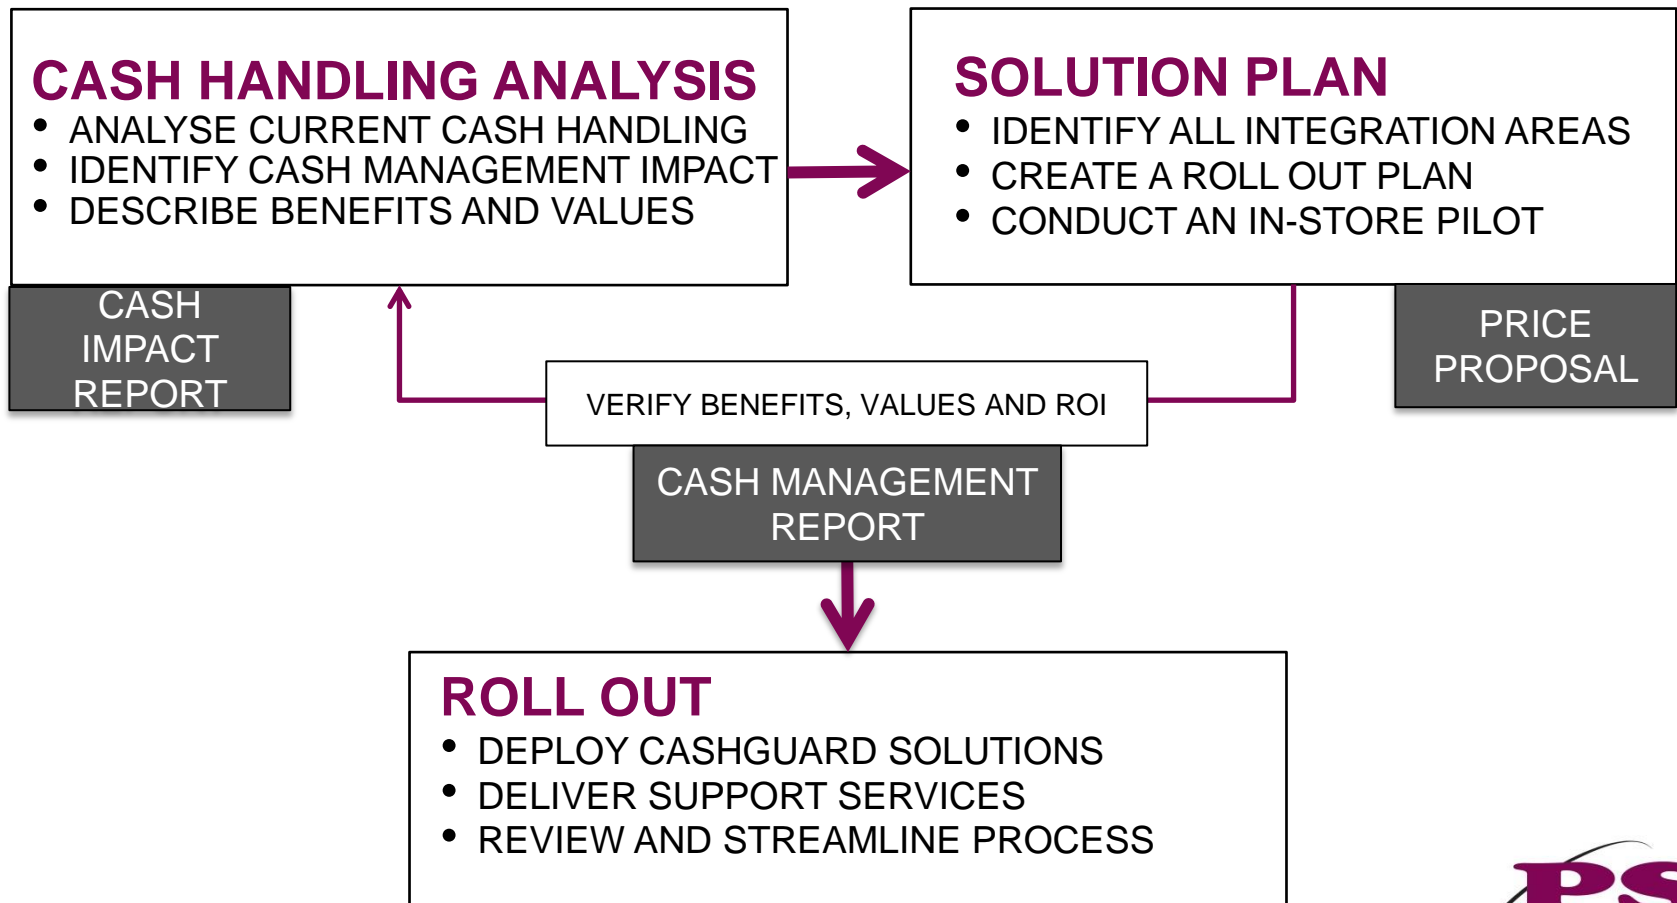 CASH HANDLING ANALYSIS
• ANALYSE CURRENT CASH HANDLING
• IDENTIFY CASH MANAGEMENT IMPACT
• DESCRIBE BENEFITS AND VALUES
CASH
IMPACT
REPORT
SOLUTION PLAN
• IDENTIFY ALL INTEGRATION AREAS
• CREATE A ROLL OUT PLAN
• CONDUCT AN IN-STORE PILOT
PRICE
PROPOSAL
VERIFY BENEFITS, VALUES AND ROI
CASH MANAGEMENT
REPORT
ROLL OUT
• DEPLOY CASHGUARD SOLUTIONS
• DELIVER SUPPORT SERVICES
• REVIEW AND STREAMLINE PROCESS
PS